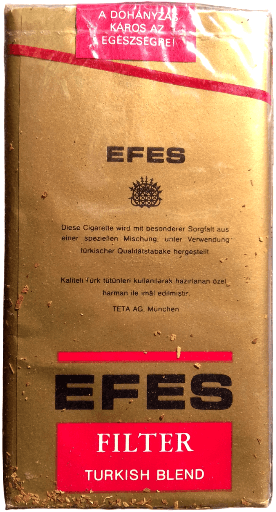 A DOHÁNYZÁS
KÁROS AZ
EGÉSZSÉGRE!
EFES
Diese Cigarette wird mit besonderer Sorgfalt aus
einer speziellen Mischung, unter Verwendung
türkischer Qualitätstabake hergestellt.
Kaliteli Türk tütünleri kullanılarak hazırlanan özel
harman ile imâl edilmiştir.
TETA AG, München
EFES
FILTER
TURKISH BLEND